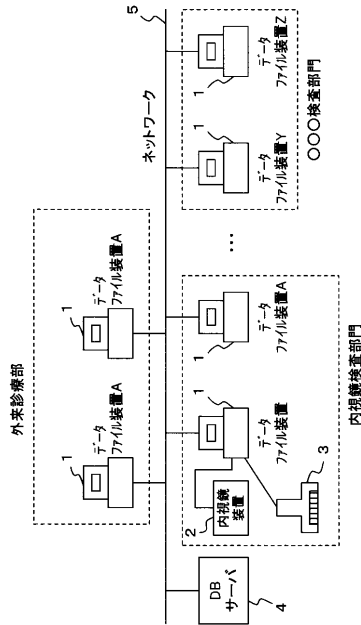 外来診療部
1
データ
ファイル装置A
1
データ
ファイル装置A
ネットワーク
5
DB
サーバ
4
内視鏡
装置
2
1
データ
ファイル装置
3
1
データ
ファイル装置A
内視鏡検査部門
...
1
データ
ファイル装置Y
1
データ
ファイル装置Z
○○○検査部門